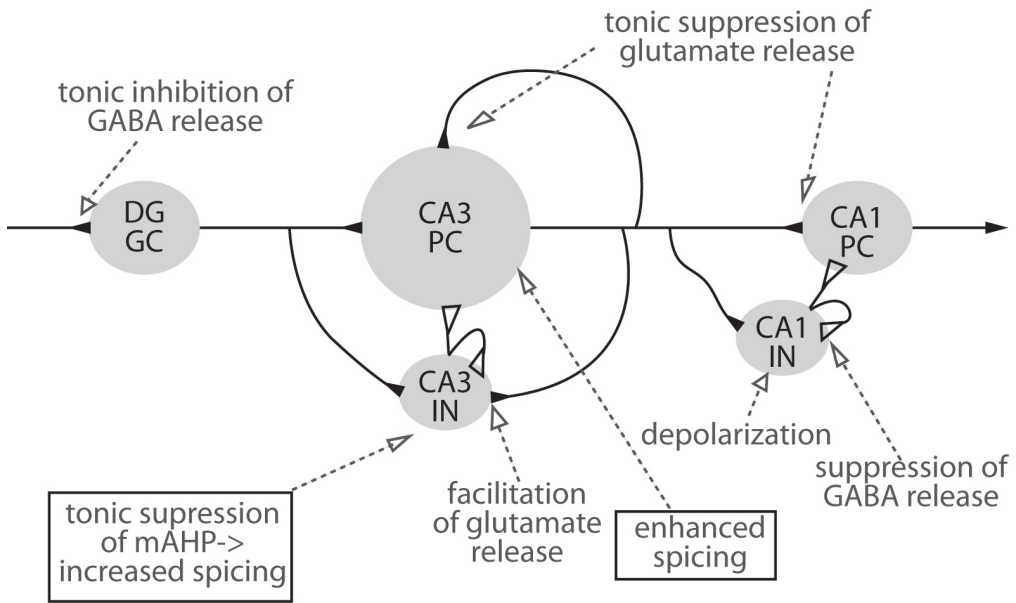 tonic suppression of
glutamate release
tonic inhibition of
GABA release
DG
GC
CA3
PC
CA1
PC
CA1
IN
CA3
IN
depolarization
suppression of
GABA release
tonic supression
of mAHP->
increased spicing
facilitation
of glutamate
release
enhanced
spicing